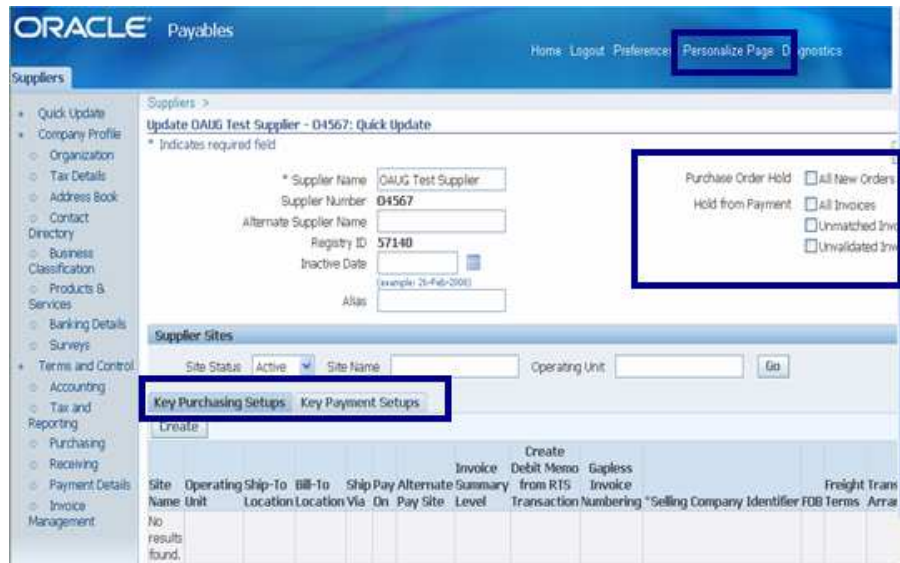 ORACLE Payables
Home Logout Preferences Personalize Page Diagnostics
Suppliers
Quick Update
Company Profile
Organization
Tax Details
Address Book
Contact
Directory
Business
Classification
Products &
Services
Banking Details
Surveys
Terms and Control
Accounting
Tax and
Reporting
Purchasing
Receiving
Payment Details
Invoice
Management
Suppliers >
Update OAUG Test Supplier - 04567: Quick Update
* Indicates required field
* Supplier Name OAUG Test Supplier
Supplier Number 04567
Alternate Supplier Name
Registry ID 57140
Inactive Date
(example: 26-Feb-2008)
Alias
Purchase Order Hold All New Orders
Hold from Payment All Invoices
Unmatched Invo
Unvalidated Inv
Supplier Sites
Site Status Active Site Name Operating Unit Go
Key Purchasing Setups Key Payment Setups
Create
Create
Invoice Debit Memo Gapless
Site Operating Ship-To Bill-To Ship Pay Alternate Summary from RTS Invoice Freight Trans
Name Unit Location Location Via On Pay Site Level Transaction Numbering *Selling Company Identifier FOB Terms Arrar
No
results
found.